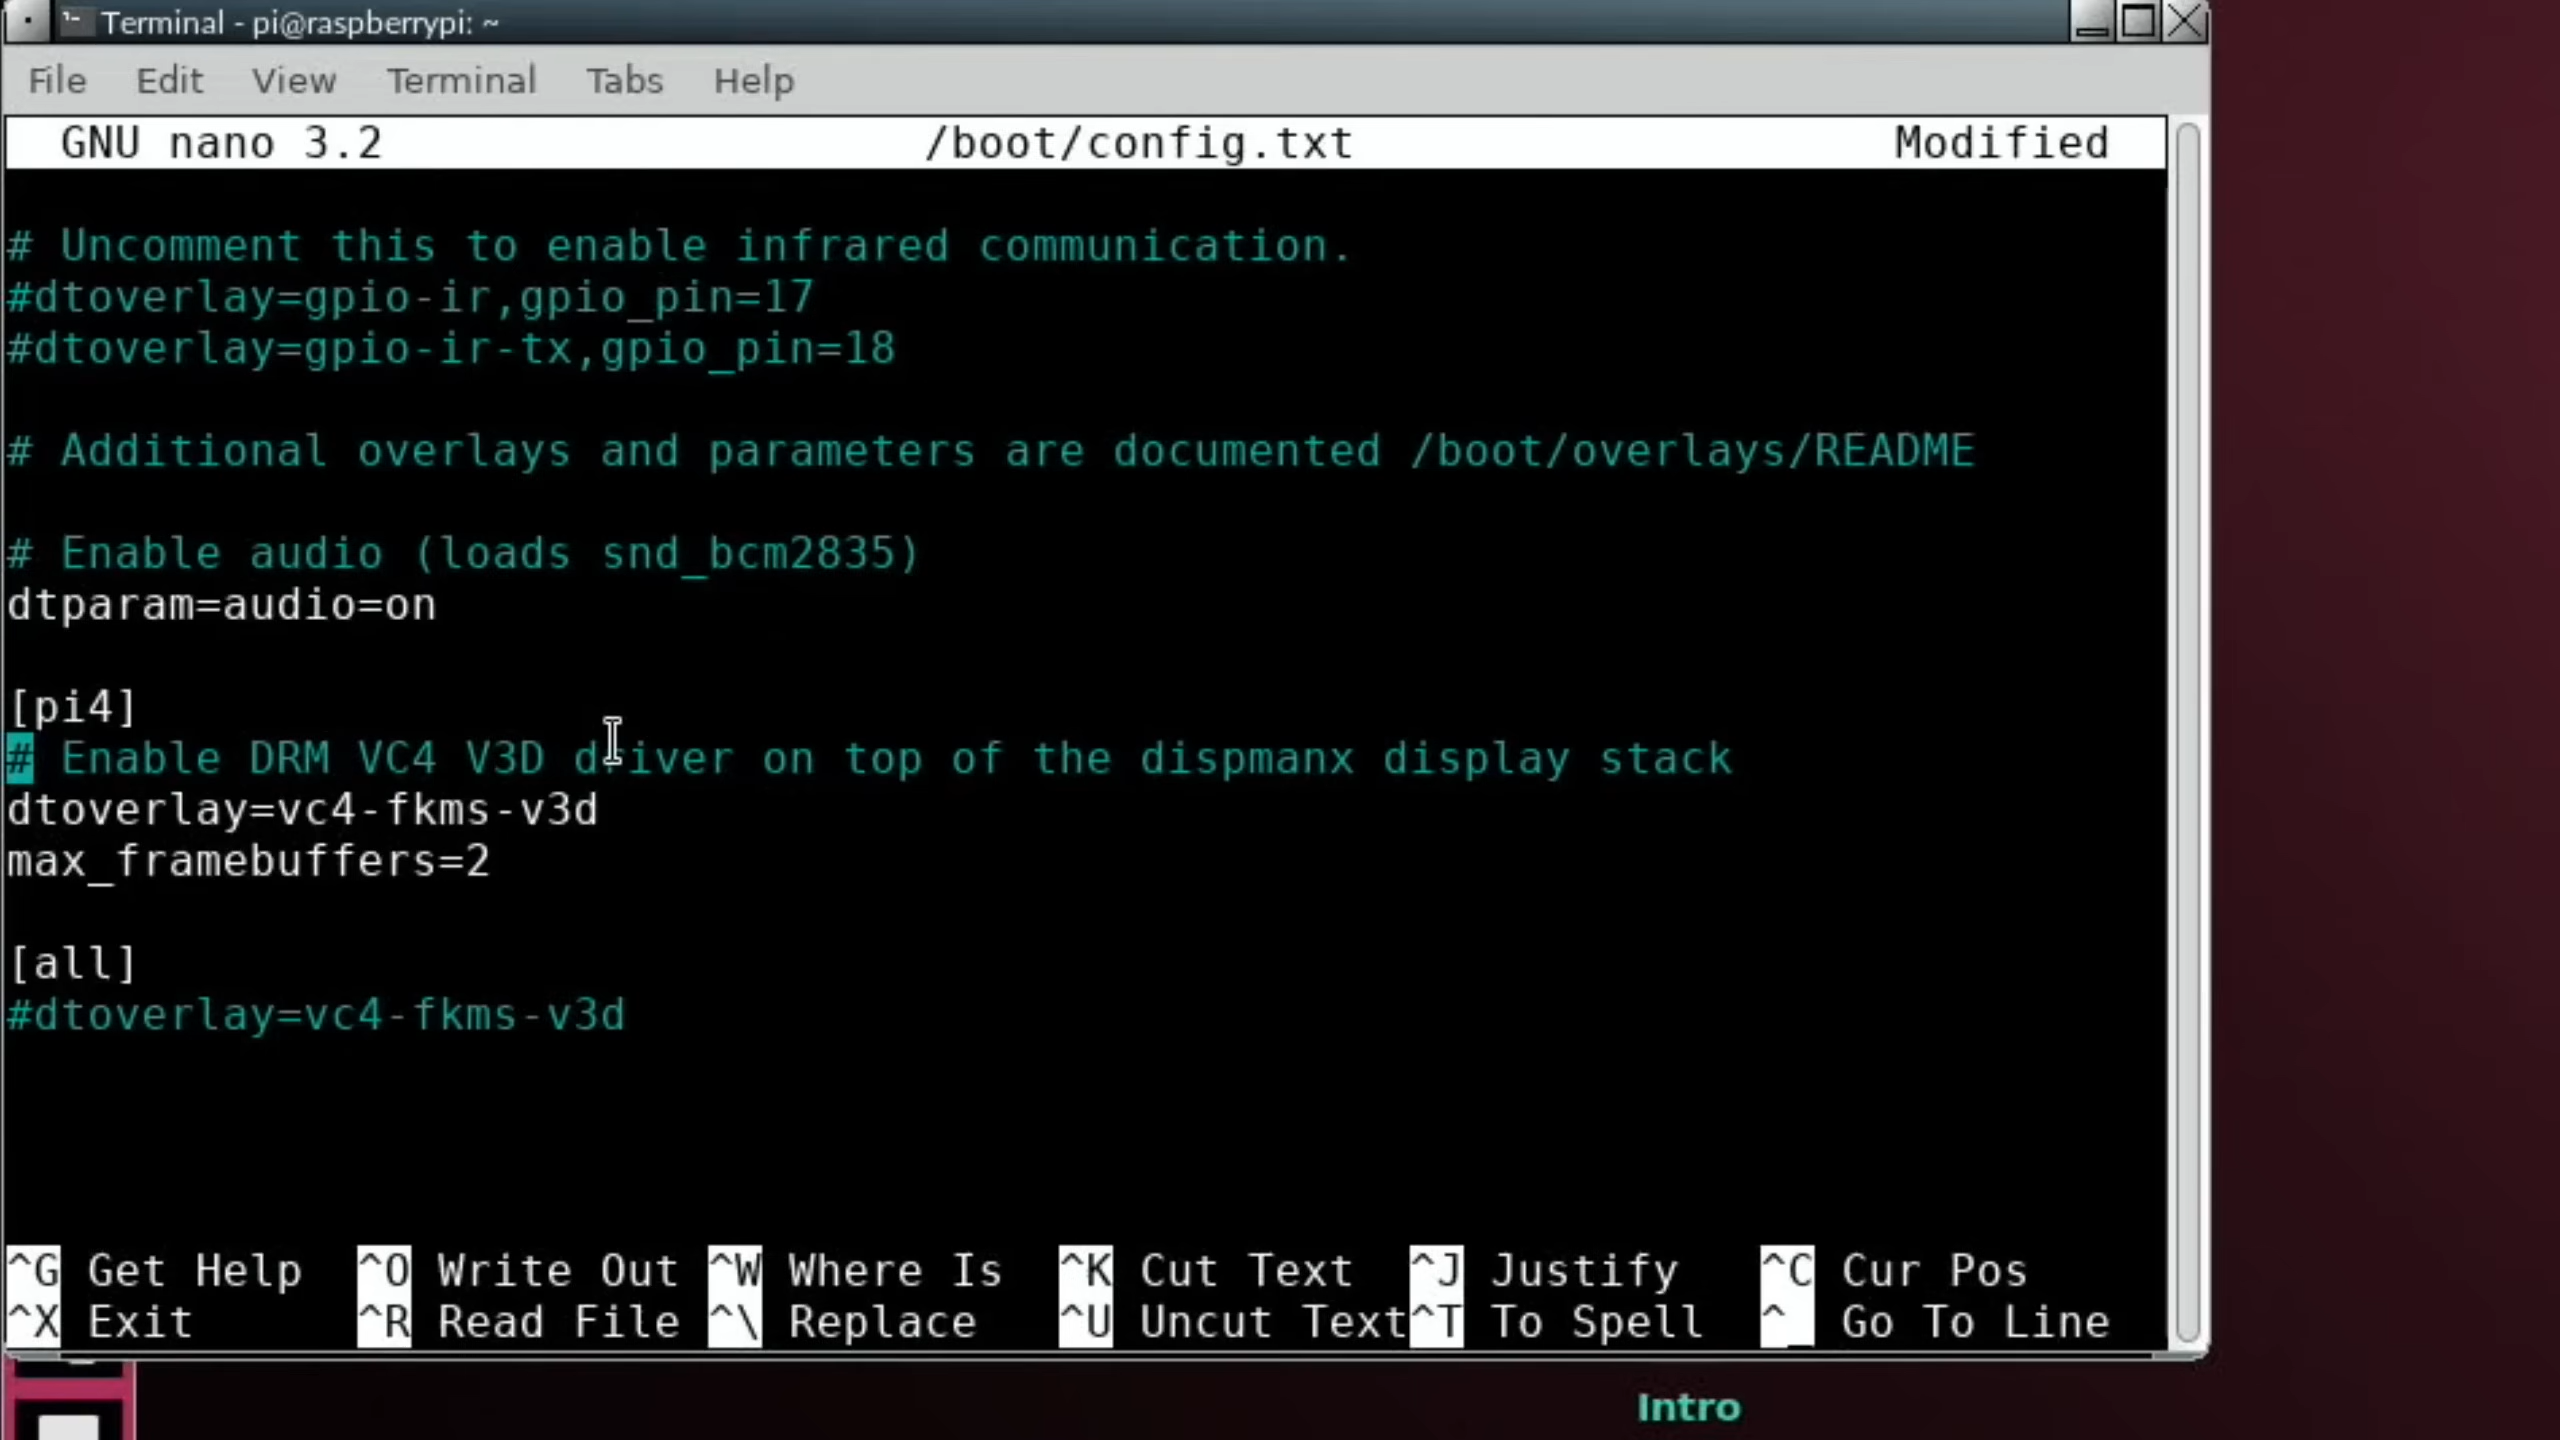 Terminal - pi@raspberrypi: ~
File Edit View Terminal Tabs Help
GNU nano 3.2 /boot/config.txt Modified
# Uncomment this to enable infrared communication.
#dtoverlay=gpio-ir,gpio_pin=17
#dtoverlay=gpio-ir-tx,gpio_pin=18
# Additional overlays and parameters are documented /boot/overlays/README
# Enable audio (loads snd_bcm2835)
dtparam=audio=on
[pi4]
# Enable DRM VC4 V3D driver on top of the dispmanx display stack
dtoverlay=vc4-fkms-v3d
max_framebuffers=2
[all]
#dtoverlay=vc4-fkms-v3d
^G Get Help ^O Write Out ^W Where Is ^K Cut Text ^J Justify ^C Cur Pos
^X Exit ^R Read File ^\ Replace ^U Uncut Text ^T To Spell ^_ Go To Line
Intro